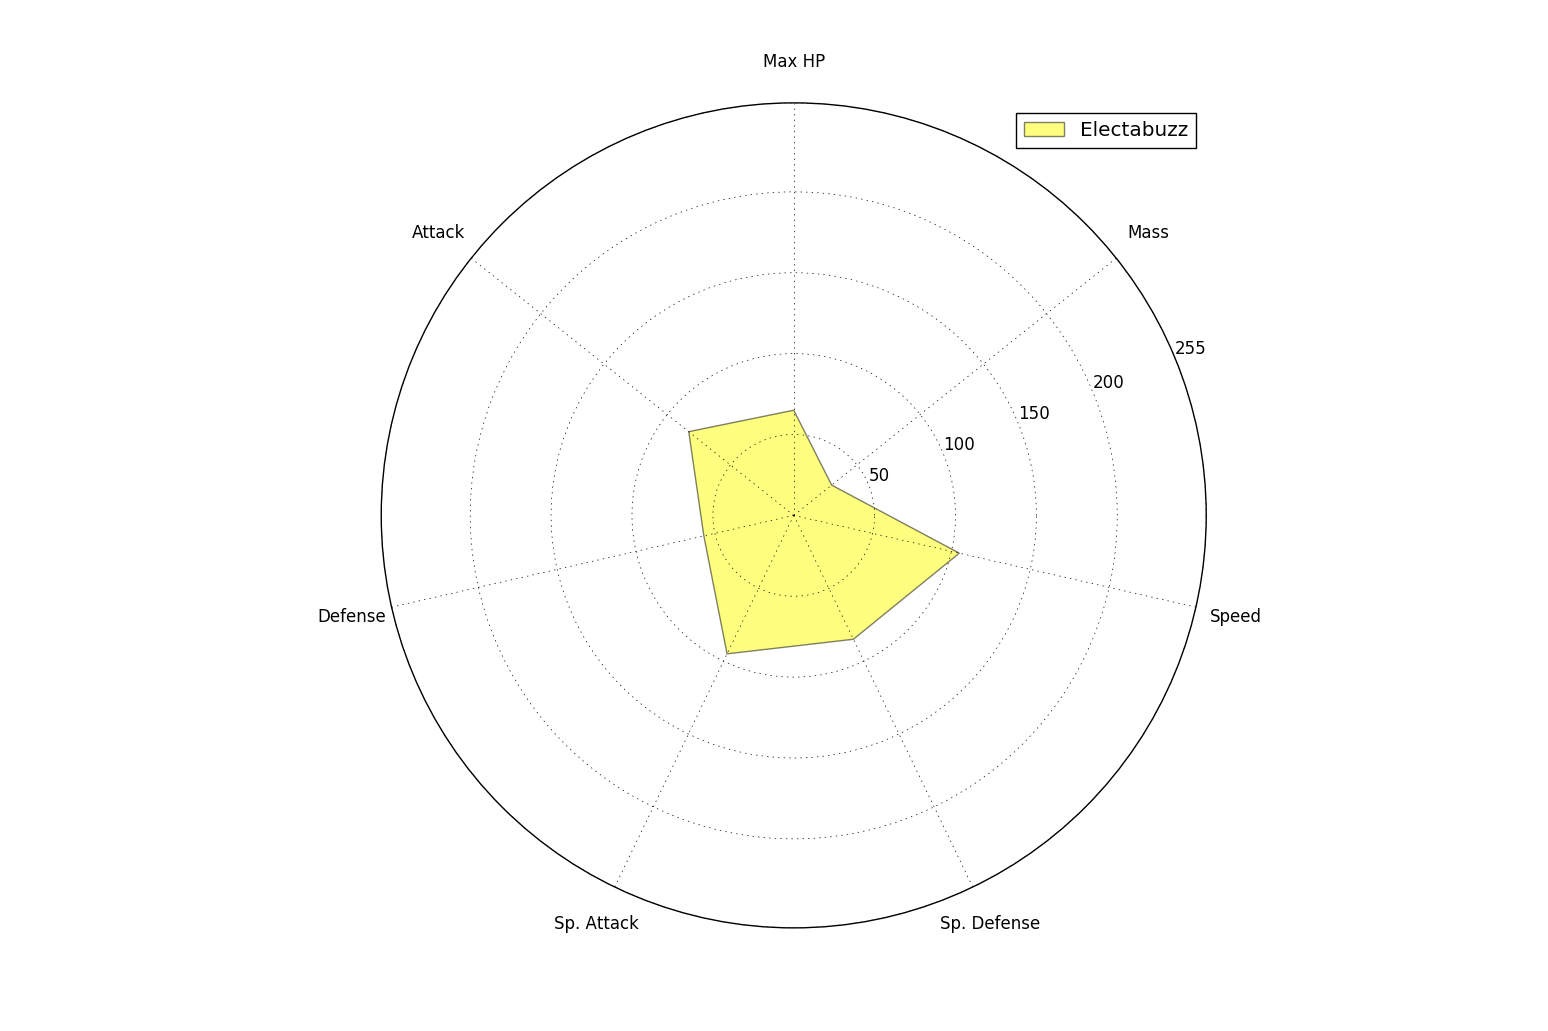 Max HP
Electabuzz
Attack
Mass
255
200
150
100
50
Defense
Speed
Sp. Attack
Sp. Defense